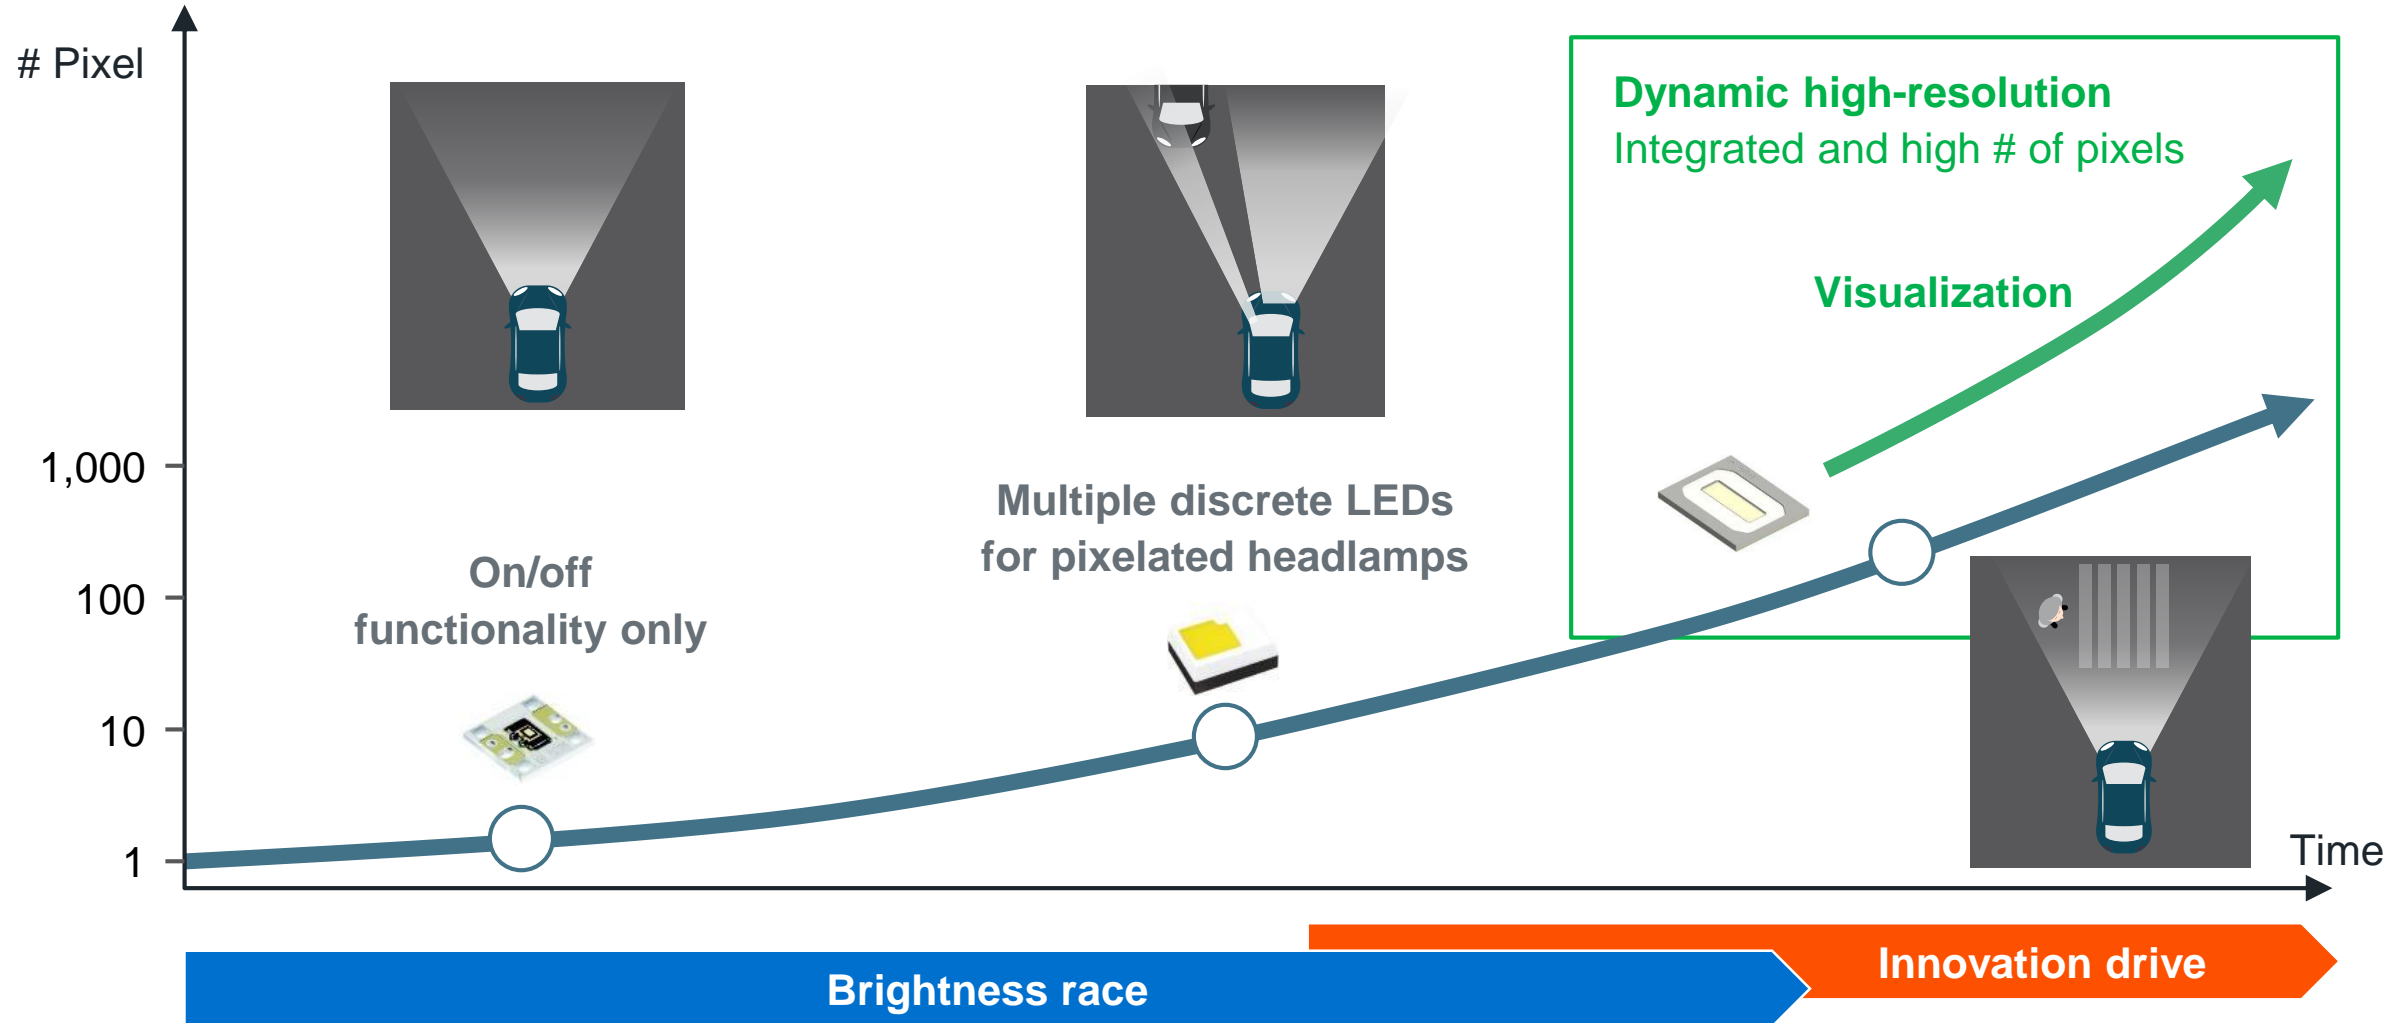 # Pixel
Dynamic high-resolution
Integrated and high # of pixels
Visualization
1,000
Multiple discrete LEDs
for pixelated headlamps
On/off
functionality only
100
10
1
Time
Innovation drive
Brightness race